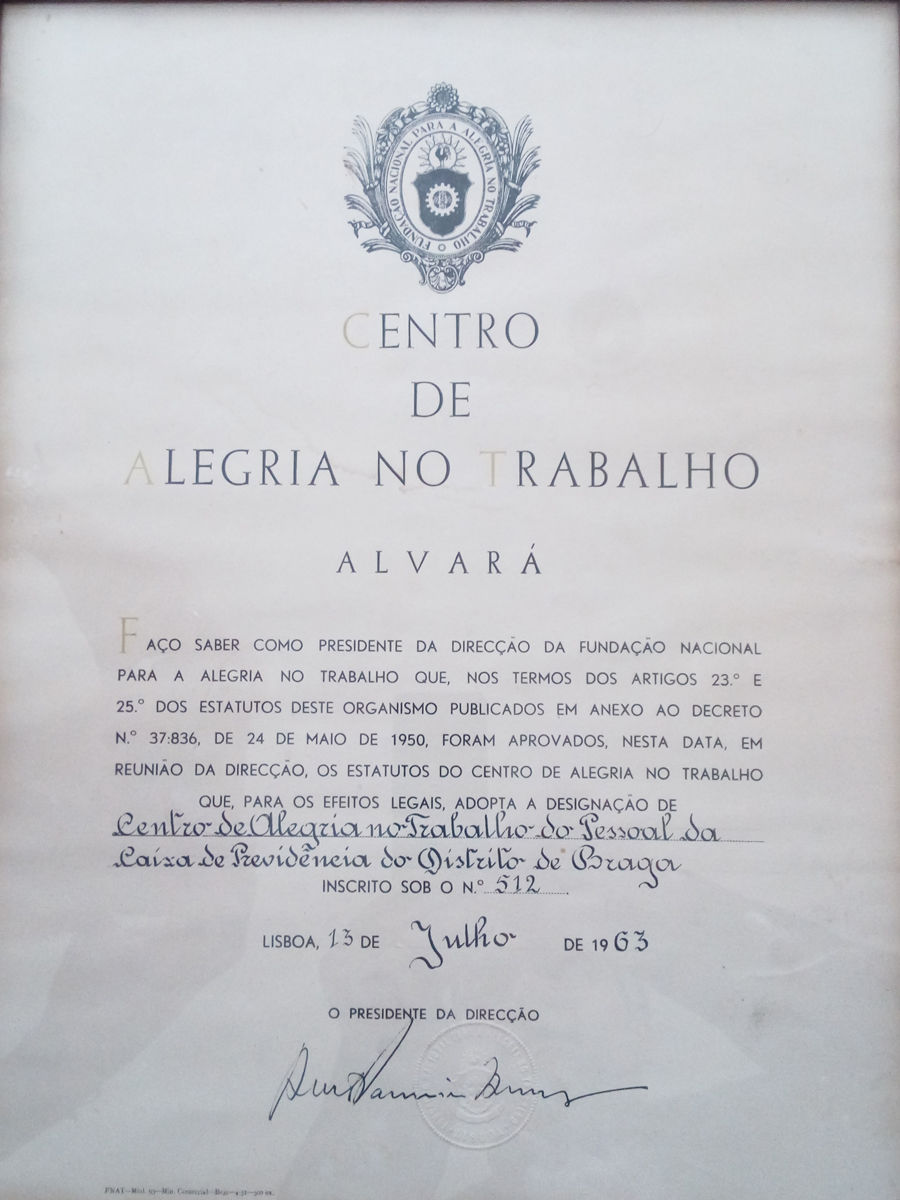 FUNDAÇÃO NACIONAL PARA A ALEGRIA NO TRABALHO
CENTRO
DE
ALEGRIA NO TRABALHO
ALVARÁ
FAÇO SABER COMO PRESIDENTE DA DIRECÇÃO DA FUNDAÇÃO NACIONAL
PARA A ALEGRIA NO TRABALHO QUE, NOS TERMOS DOS ARTIGOS 23.º E
25.º DOS ESTATUTOS DESTE ORGANISMO PUBLICADOS EM ANEXO AO DECRETO
N.º 37:836, DE 24 DE MAIO DE 1950, FORAM APROVADOS, NESTA DATA, EM
REUNIÃO DA DIRECÇÃO, OS ESTATUTOS DO CENTRO DE ALEGRIA NO TRABALHO
QUE, PARA OS EFEITOS LEGAIS, ADOPTA A DESIGNAÇÃO DE
Centro de Alegria no Trabalho do Pessoal da
Caixa de Previdência do Distrito de Braga
INSCRITO SOB O N.º 512
LISBOA, 13 DE Julho DE 1963
O PRESIDENTE DA DIRECÇÃO